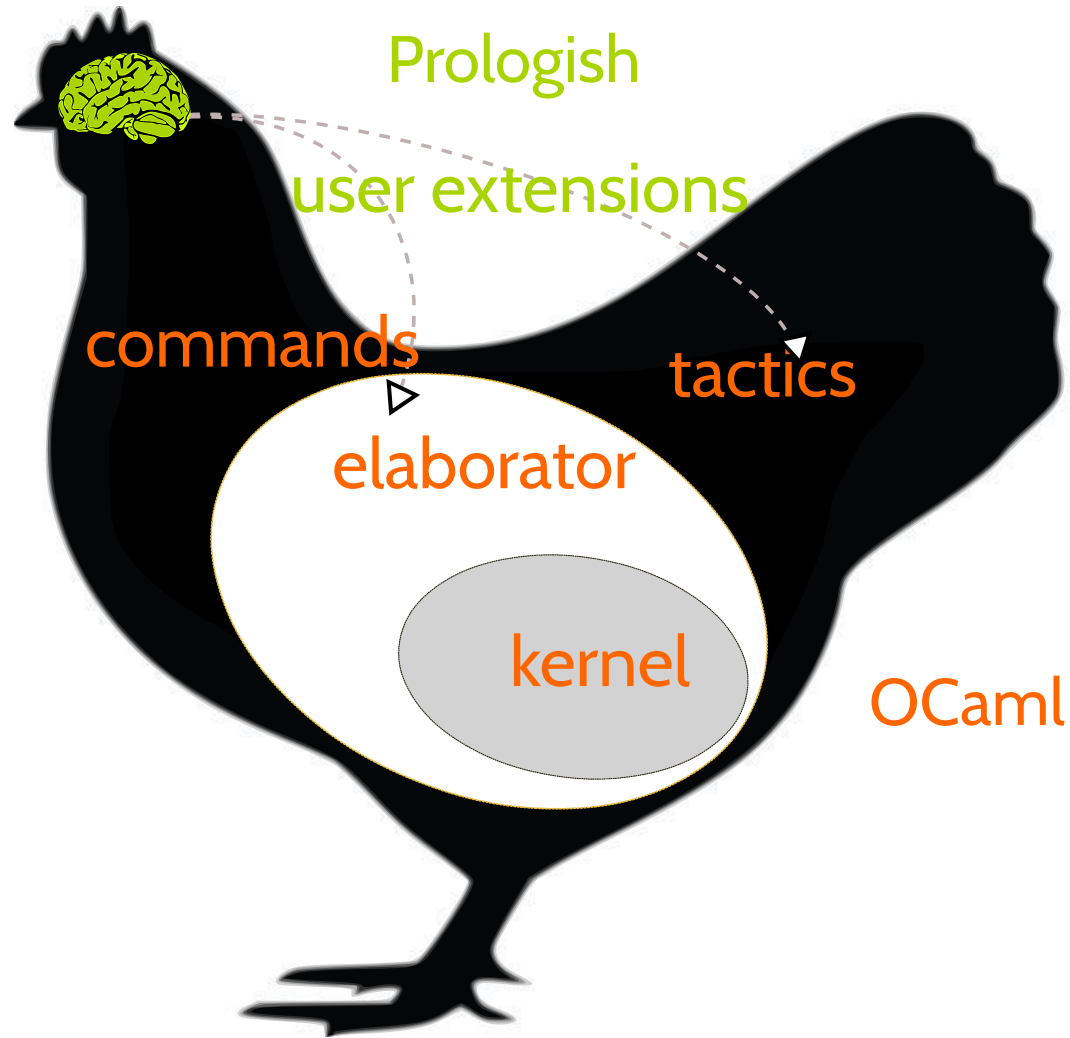 Prologish
user extensions
commands
tactics
elaborator
kernel
OCaml